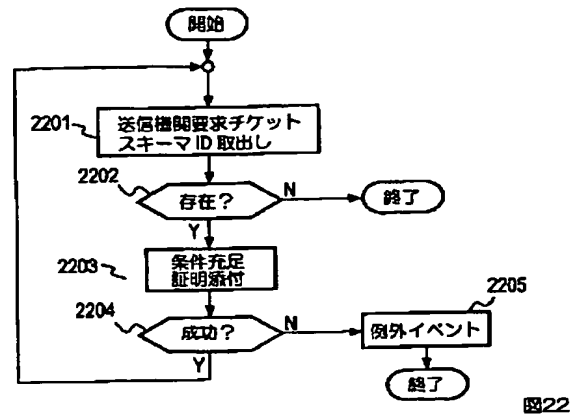 開始
2201
送信機関要求チケット
スキーマID取出し
2202
存在？
N
終了
Y
2203
条件充足
証明添付
2204
成功？
N
2205
例外イベント
Y
終了
図22